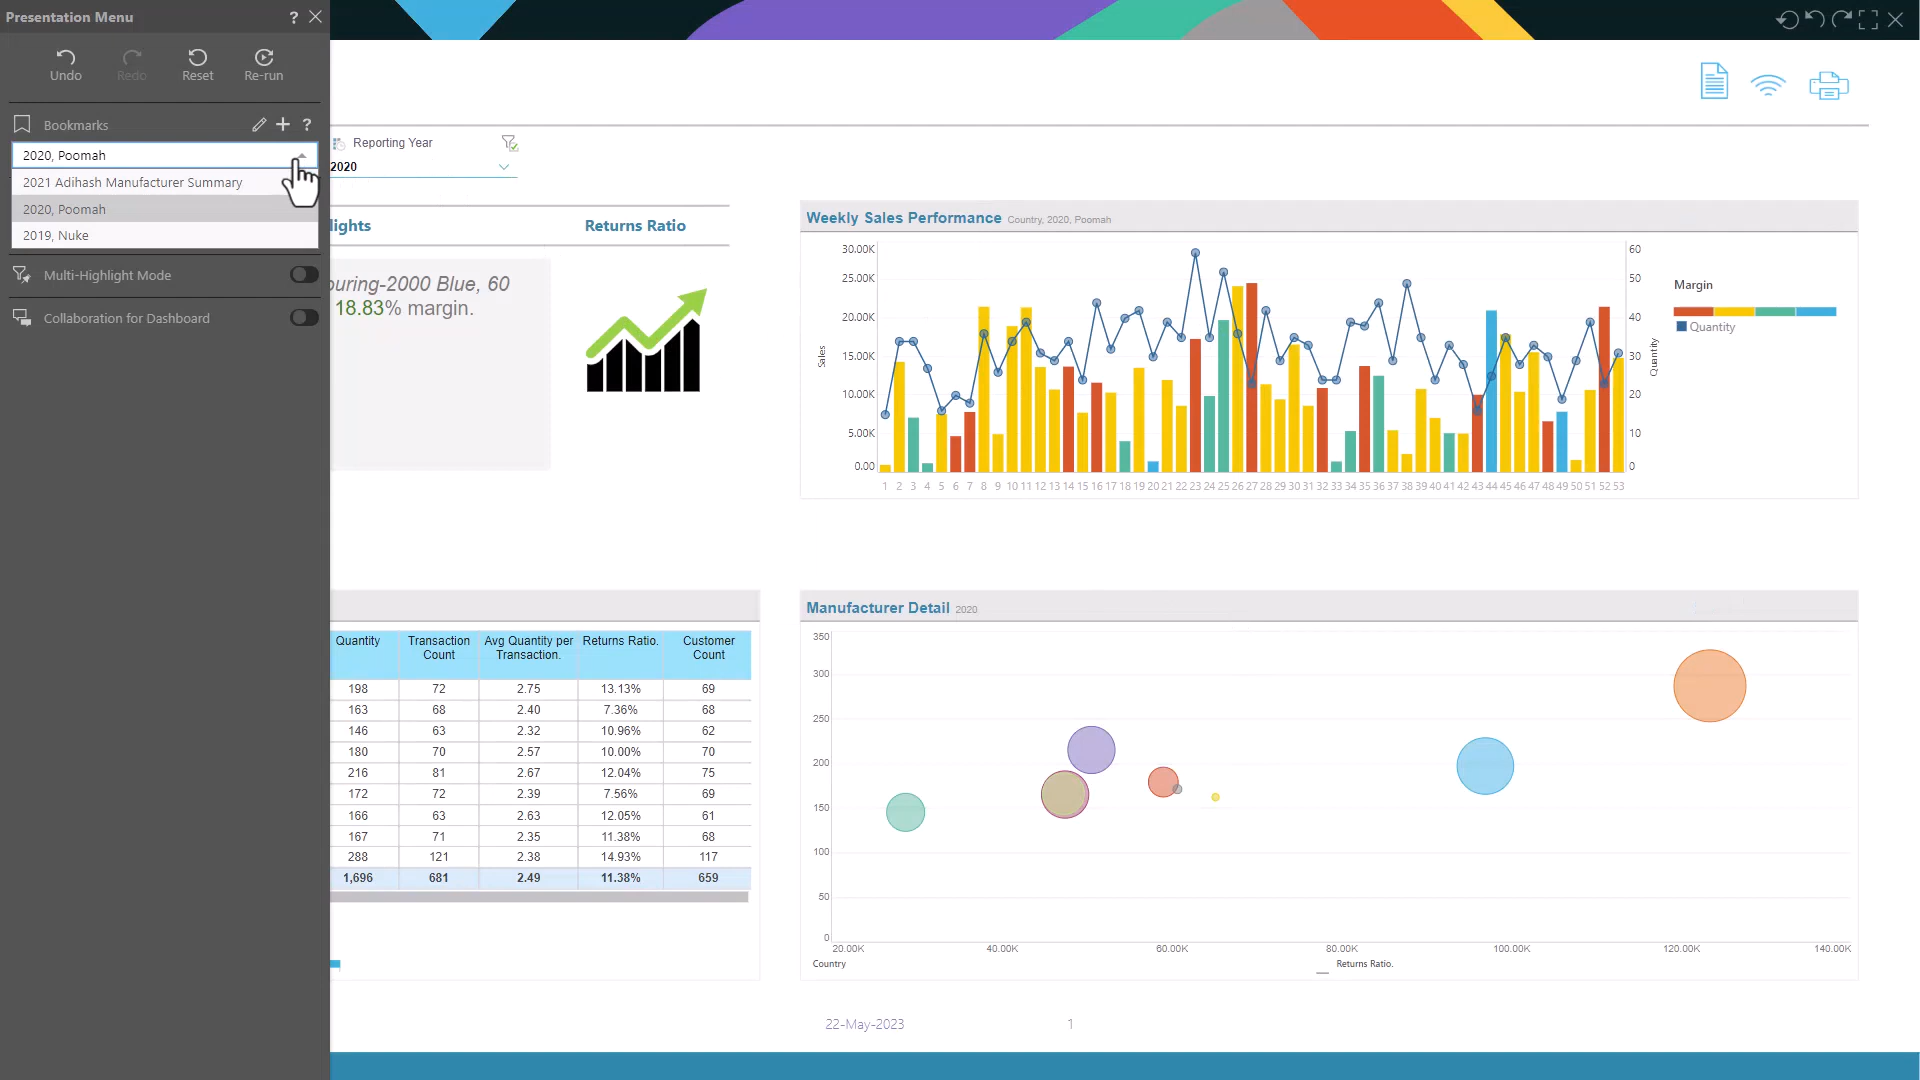 Presentation Menu ?
Undo Redo Reset Re-run
Bookmarks ?
2020, Poomah
2021 Adihash Manufacturer Summary
2020, Poomah
2019, Nuke
Multi-Highlight Mode
Collaboration for Dashboard
Reporting Year
2020
lights
Returns Ratio
ouring-2000 Blue, 60
18.83% margin.
Weekly Sales Performance Country, 2020, Poomah
30.00K
25.00K
20.00K
15.00K
10.00K
5.00K
0.00
Sales
60
50
40
30
20
10
0
Quantity
1 2 3 4 5 6 7 8 9 10 11 12 13 14 15 16 17 18 19 20 21 22 23 24 25 26 27 28 29 30 31 32 33 34 35 36 37 38 39 40 41 42 43 44 45 46 47 48 49 50 51 52 53
Margin
Quantity
Quantity Transaction Count Avg Quantity per Transaction. Returns Ratio. Customer Count
198 72 2.75 13.13% 69
163 68 2.40 7.36% 68
146 63 2.32 10.96% 62
180 70 2.57 10.00% 70
216 81 2.67 12.04% 75
172 72 2.39 7.56% 69
166 63 2.63 12.05% 61
167 71 2.35 11.38% 68
288 121 2.38 14.93% 117
1,696 681 2.49 11.38% 659
Manufacturer Detail 2020
350
300
250
200
150
100
50
0
20.00K 40.00K 60.00K 80.00K 100.00K 120.00K 140.00K
Country
Returns Ratio.
22-May-2023 1